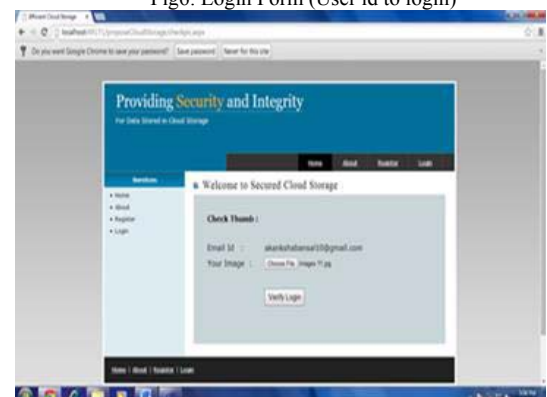 Fig6: Login Form (User id to login)
Do you want Google Chrome to save your password? Save password Never for this site
Providing Security and Integrity
For Data Stored in Cloud Storage
Home About Register Login
Services
Home
About
Register
Login
Welcome to Secured Cloud Storage
Check Thumb :
Email Id :
Your Image : Choose File
Verify Login
Home | About | Register | Login